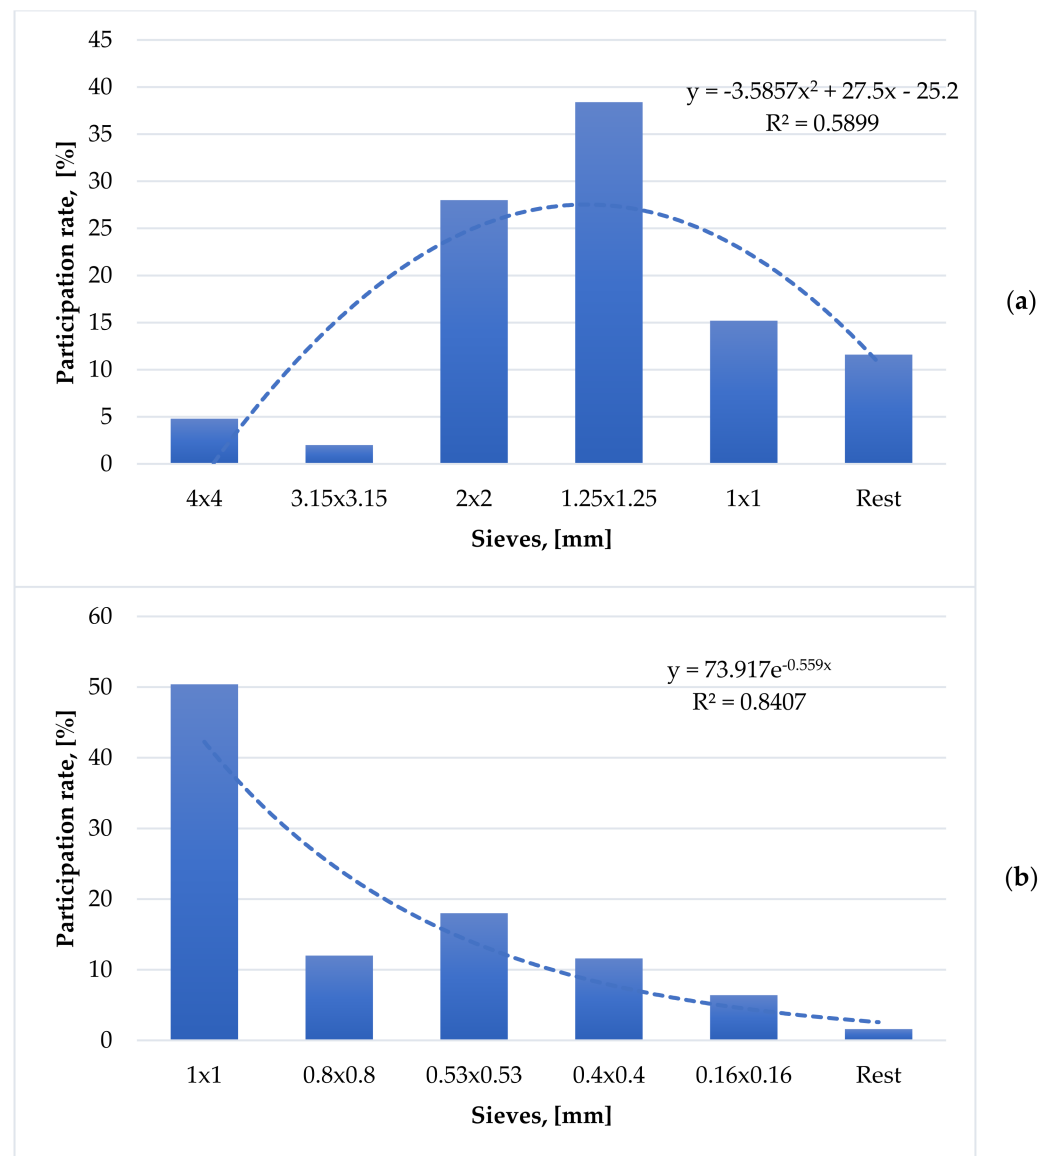 45
40
35
30
25
20
15
10
5
0
Participation rate, [%]
y = -3.5857x² + 27.5x - 25.2
R² = 0.5899
4x4 3.15x3.15 2x2 1.25x1.25 1x1 Rest
Sieves, [mm]
(a)
60
50
40
30
20
10
0
Participation rate, [%]
y = 73.917e^-0.559x
R² = 0.8407
1x1 0.8x0.8 0.53x0.53 0.4x0.4 0.16x0.16 Rest
Sieves, [mm]
(b)